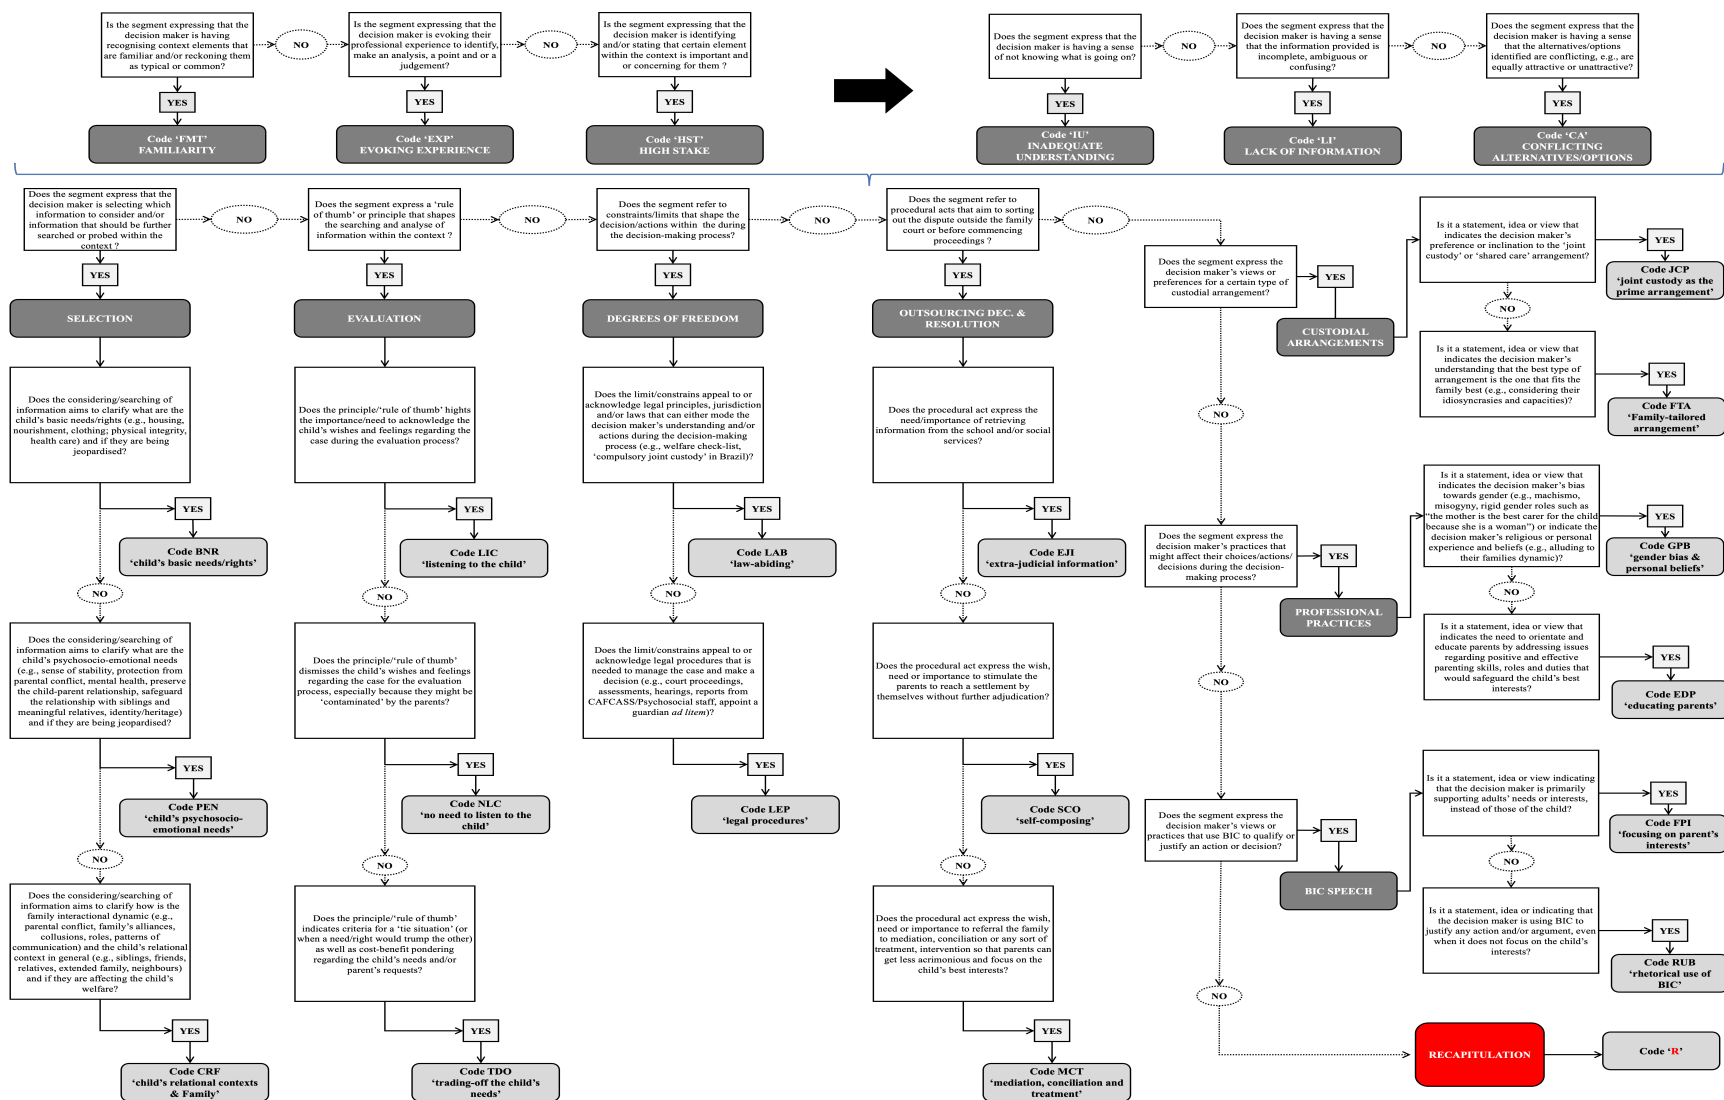 Is the segment expressing that the
decision maker is having
recognising context elements that
are familiar and/or reckoning them
as typical or common?
NO
Is the segment expressing that the
decision maker is evoking their
professional experience to identify,
make an analysis, a point and or a
judgement?
NO
Is the segment expressing that the
decision maker is identifying
and/or stating that certain element
within the context is important and
or concerning for them ?
YES
YES
YES
Code ‘FMT’
FAMILIARITY
Code ‘EXP’
EVOKING EXPERIENCE
Code ‘HST’
HIGH STAKE
Does the segment express that the
decision maker is having a sense
of not knowing what is going on?
NO
Does the segment express that the
decision maker is having a sense
that the information provided is
incomplete, ambiguous or
confusing?
NO
Does the segment express that the
decision maker is having a sense
that the alternatives/options
identified are conflicting, e.g., are
equally attractive or unattractive?
YES
YES
YES
Code ‘IU’
INADEQUATE
UNDERSTANDING
Code ‘LI’
LACK OF INFORMATION
Code ‘CA’
CONFLICTING
ALTERNATIVES/OPTIONS
Does the segment express that the
decision maker is selecting which
information to consider and/or
information that should be further
searched or probed within the
context ?
NO
YES
SELECTION
Does the considering/searching of
information aims to clarify what are the
child’s basic needs/rights (e.g., housing,
nourishment, clothing; physical integrity,
health care) and if they are being
jeopardised?
YES
Code BNR
‘child’s basic needs/rights’
NO
Does the considering/searching of
information aims to clarify what are the
child’s psychosocio-emotional needs
(e.g., sense of stability, protection from
parental conflict, mental health, preserve
the child-parent relationship, safeguard
the relationship with siblings and
meaningful relatives, identity/heritage)
and if they are being jeopardised?
YES
Code PEN
‘child’s psychosocio-
emotional needs’
NO
Does the considering/searching of
information aims to clarify how is the
family interactional dynamic (e.g.,
parental conflict, family’s alliances,
collusions, roles, patterns of
communication) and the child’s relational
context in general (e.g., siblings, friends,
relatives, extended family, neighbours)
and if they are affecting the child’s
welfare?
YES
Code CRF
‘child’s relational contexts
& Family’
Does the segment express a ‘rule
of thumb’ or principle that shapes
the searching and analyse of
information within the context ?
NO
YES
EVALUATION
Does the principle/‘rule of thumb’ hights
the importance/need to acknowledge the
child’s wishes and feelings regarding the
case during the evaluation process?
YES
Code LIC
‘listening to the child’
NO
Does the principle/‘rule of thumb’
dismisses the child’s wishes and feelings
regarding the case for the evaluation
process, especially because they might be
‘contaminated’ by the parents?
YES
Code NLC
‘no need to listen to the
child’
NO
Does the principle/‘rule of thumb’
indicates criteria for a ‘tie situation’ (or
when a need/right would trump the other)
as well as cost-benefit pondering
regarding the child’s needs and/or
parent’s requests?
YES
Code TDO
‘trading-off the child’s
needs’
Does the segment refer to
constraints/limits that shape the
decision/actions within the during
the decision-making process?
NO
YES
DEGREES OF FREEDOM
Does the limit/constrains appeal to or
acknowledge legal principles, jurisdiction
and/or laws that can either mode the
decision maker’s understanding and/or
actions during the decision-making
process (e.g., welfare check-list,
‘compulsory joint custody’ in Brazil)?
YES
Code LAB
‘law-abiding’
NO
Does the limit/constrains appeal to or
acknowledge legal procedures that is
needed to manage the case and make a
decision (e.g., court proceedings,
assessments, hearings, reports from
CAFCASS/Psychosocial staff, appoint a
guardian ad litem)?
YES
Code LEP
‘legal procedures’
Does the segment refer to
procedural acts that aim to sorting
out the dispute outside the family
court or before commencing
proceedings ?
NO
YES
OUTSOURCING DEC. &
RESOLUTION
Does the procedural act express the
need/importance of retrieving
information from the school and/or social
services?
YES
Code EJI
‘extra-judicial information’
NO
Does the procedural act express the wish,
need or importance to stimulate the
parents to reach a settlement by
themselves without further adjudication?
YES
Code SCO
‘self-composing’
NO
Does the procedural act express the wish,
need or importance to referral the family
to mediation, conciliation or any sort of
treatment, intervention so that parents can
get less acrimonious and focus on the
child’s best interests?
YES
Code MCT
‘mediation, conciliation and
treatment’
Does the segment express the
decision maker’s views or
preferences for a certain type of
custodial arrangement?
YES
CUSTODIAL
ARRANGEMENTS
Is it a statement, idea or view that
indicates the decision maker’s
preference or inclination to the ‘joint
custody’ or ‘shared care’ arrangement?
YES
Code JCP
‘joint custody as the
prime arrangement’
NO
Is it a statement, idea or view that
indicates the decision maker’s
understanding that the best type of
arrangement is the one that fits the
family best (e.g., considering their
idiosyncrasies and capacities)?
YES
Code FTA
‘Family-tailored
arrangement’
NO
Does the segment express the
decision maker’s practices that
might affect their choices/actions/
decisions during the decision-
making process?
YES
PROFESSIONAL
PRACTICES
Is it a statement, idea or view that
indicates the decision maker’s bias
towards gender (e.g., machismo,
misogyny, rigid gender roles such as
“the mother is the best carer for the child
because she is a woman”) or indicate the
decision maker’s religious or personal
experience and beliefs (e.g., alluding to
their families dynamic)?
YES
Code GPB
‘gender bias &
personal beliefs’
NO
Is it a statement, idea or view that
indicates the need to orientate and
educate parents by addressing issues
regarding positive and effective
parenting skills, roles and duties that
would safeguard the child’s best
interests?
YES
Code EDP
‘educating parents’
NO
Does the segment express the
decision maker’s views or
practices that use BIC to qualify or
justify an action or decision?
YES
BIC SPEECH
Is it a statement, idea or view indicating
that the decision maker is primarily
supporting adults’ needs or interests,
instead of those of the child?
YES
Code FPI
‘focusing on parent’s
interests’
NO
Is it a statement, idea or indicating that
the decision maker is using BIC to
justify any action and/or argument, even
when it does not focus on the child’s
interests?
YES
Code RUB
‘rhetorical use of
BIC’
NO
RECAPITULATION
Code ‘R’